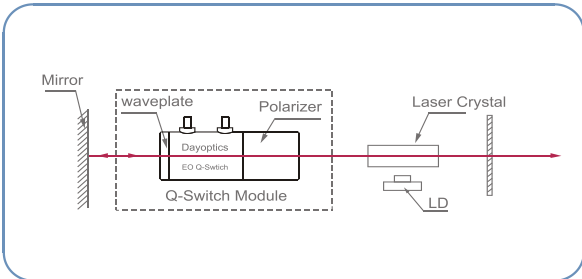 Mirror
waveplate
Polarizer
Laser Crystal
Dayoptics
EO Q-Swtich
Q-Switch Module
LD